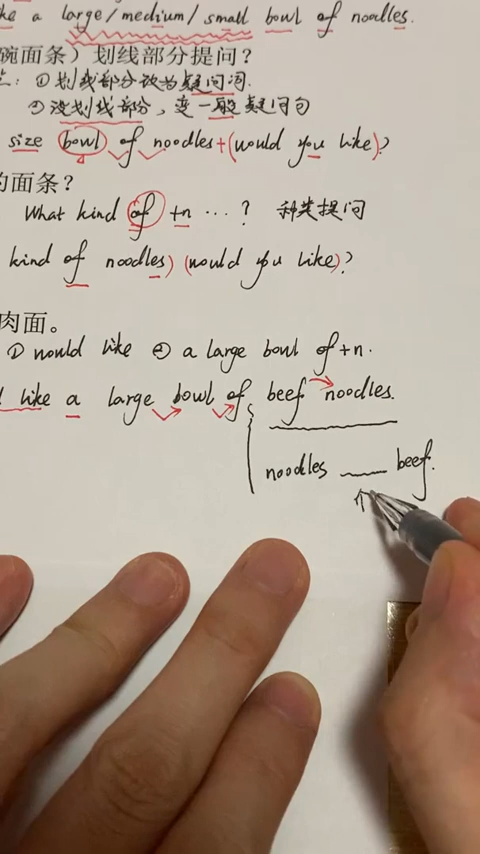 a large/medium/small bowl of noodles.
碗面条）划线部分提问？
①划线部分改为疑问词.
②没划线部分，变一般疑问句
size bowl of noodles+(would you like)?
的面条？
What kind of +n ...? 种类提问
kind of noodles) (would you like)?
肉面。
① would like ② a large bowl of +n.
like a large bowl of beef noodles.
noodles ___ beef.